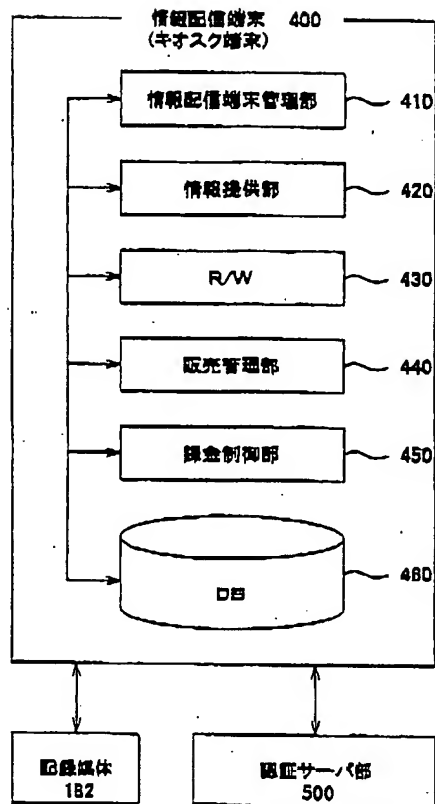 情報配信端末 400
(キオスク端末)
情報配信端末管理部 410
情報提供部 420
R/W 430
販売管理部 440
課金制御部 450
DB 460
記録媒体
182
認証サーバ部
500